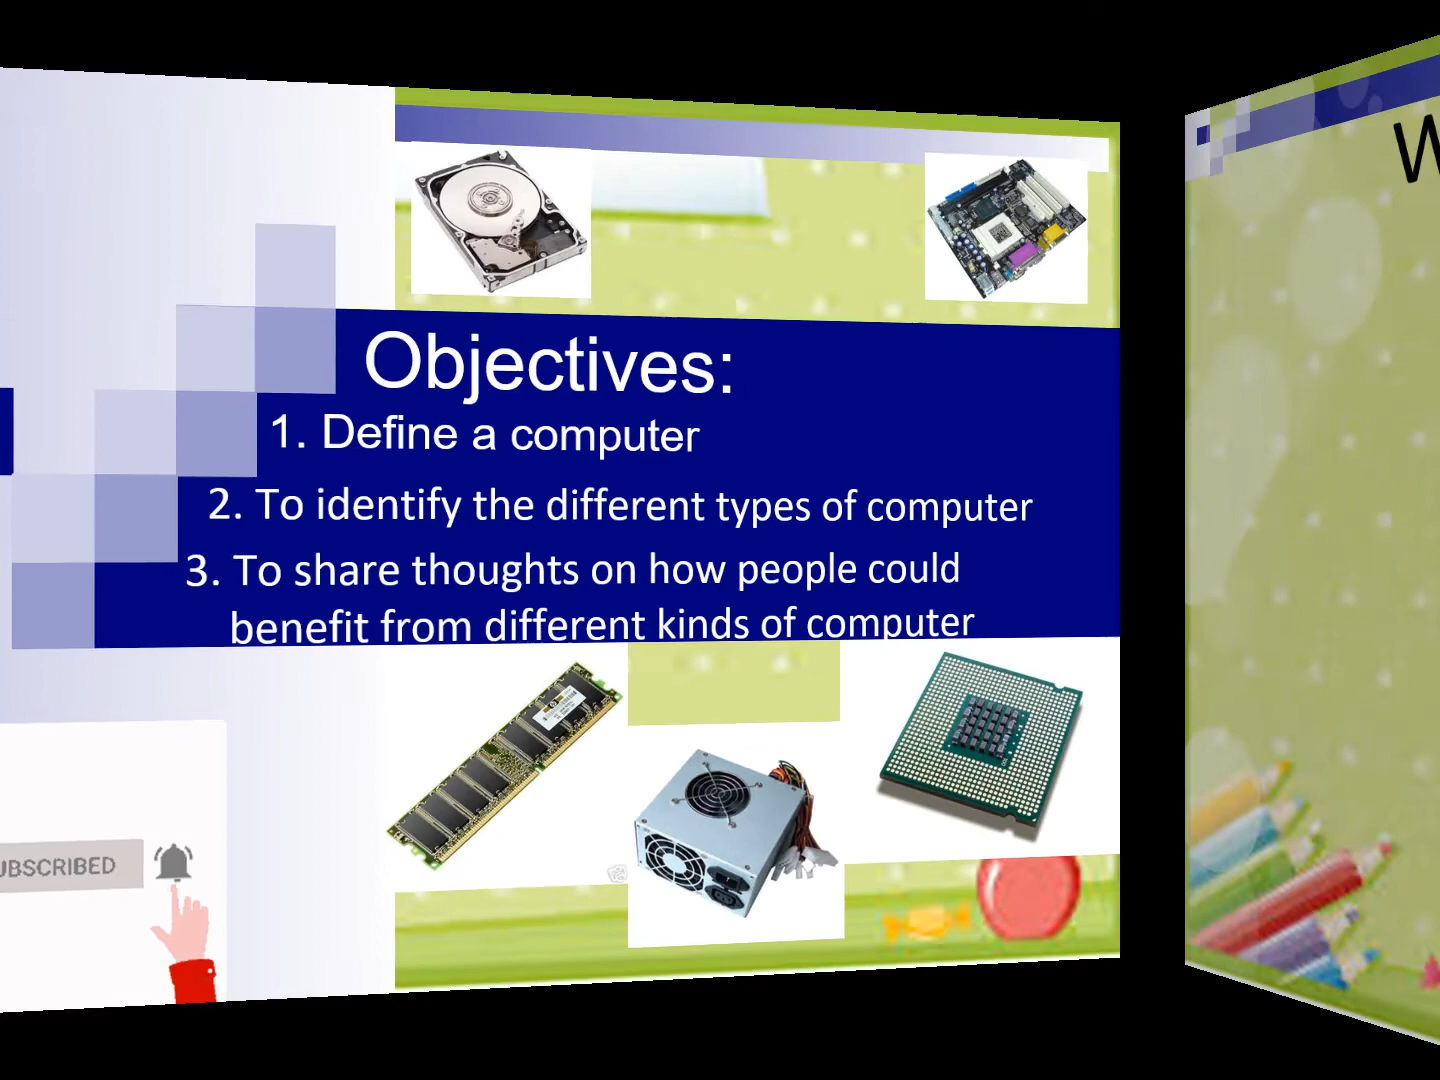 Objectives:
1. Define a computer
2. To identify the different types of computer
3. To share thoughts on how people could
benefit from different kinds of computer